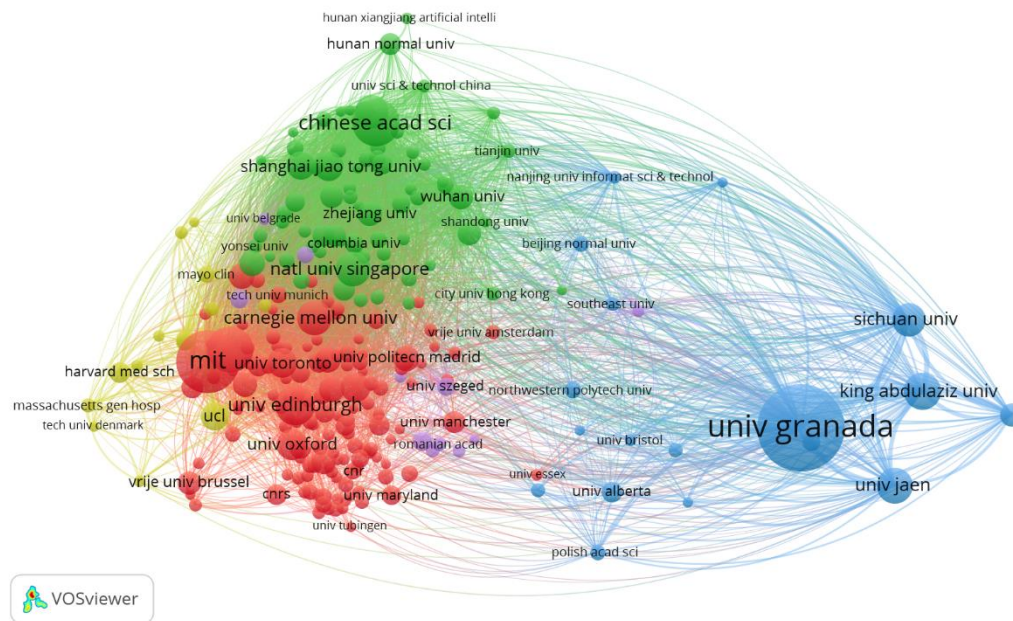 hunan xiangjiang artificial intelli
hunan normal univ
univ sci & technol china
chinese acad sci
tianjin univ
shanghai jiao tong univ
nanjing univ informat sci & technol
wuhan univ
zhejiang univ
univ belgrade
shandong univ
yonsei univ
columbia univ
beijing normal univ
mayo clin
natl univ singapore
tech univ munich
city univ hong kong
southeast univ
carnegie mellon univ
sichuan univ
vrije univ amsterdam
mit
univ toronto
univ politecn madrid
harvard med sch
univ szeged
northwestern polytech univ
king abdulaziz univ
massachusetts gen hosp
ucl
univ edinburgh
tech univ denmark
univ manchester
univ granada
univ oxford
romanian acad
univ bristol
cnr
univ essex
vrije univ brussel
cnrs
univ maryland
univ alberta
univ jaen
univ tubingen
polish acad sci
VOSviewer